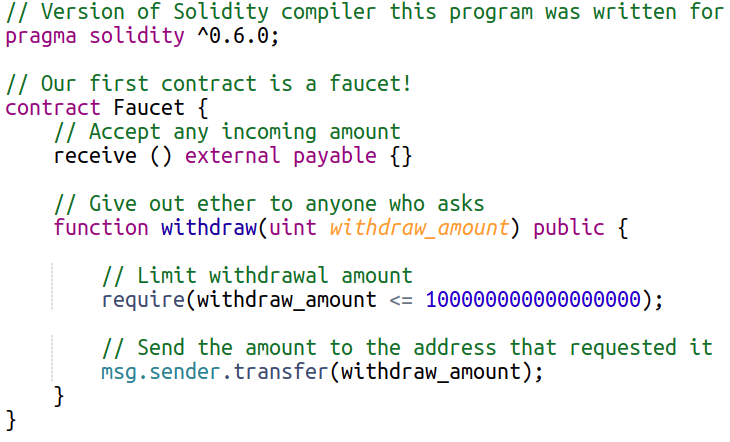 // Version of Solidity compiler this program was written for
pragma solidity ^0.6.0;
// Our first contract is a faucet!
contract Faucet {
// Accept any incoming amount
receive () external payable {}
// Give out ether to anyone who asks
function withdraw(uint withdraw_amount) public {
// Limit withdrawal amount
require(withdraw_amount <= 100000000000000000);
// Send the amount to the address that requested it
msg.sender.transfer(withdraw_amount);
}
}